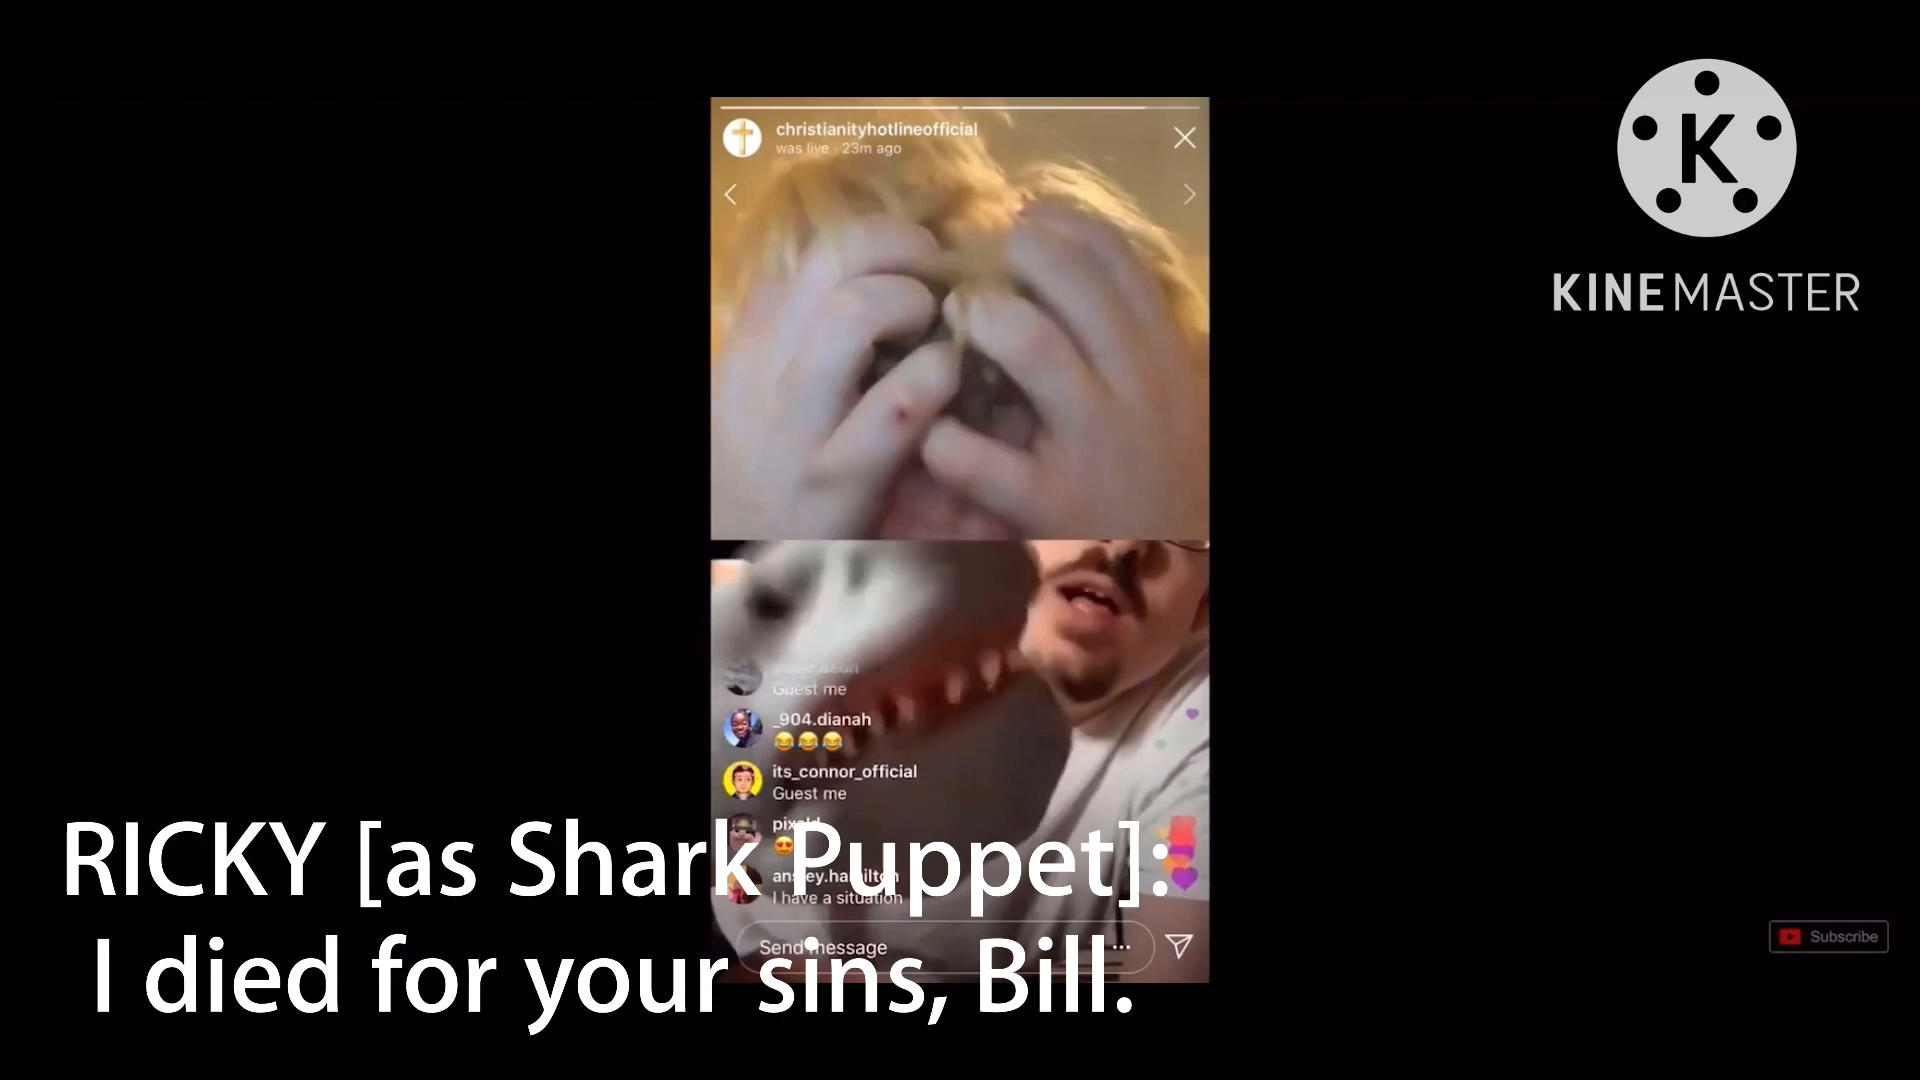 christianityhotlineofficial
was live · 23m ago
K
KINEMASTER
Guest me
_904.dianah
😂😂😂
its_connor_official
Guest me
😍
I have a situation
Send message
RICKY [as Shark Puppet]:
I died for your sins, Bill.
Subscribe